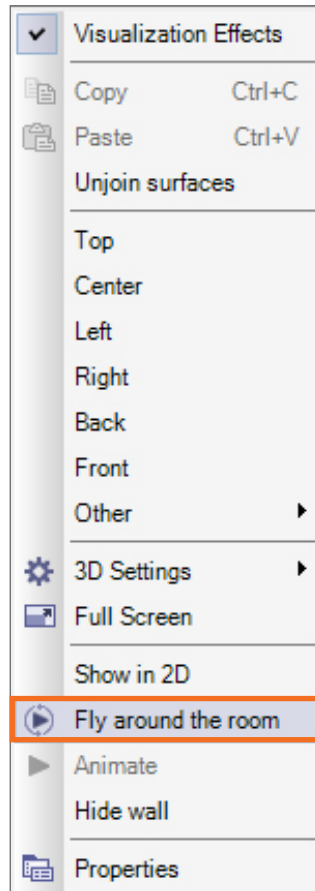 Visualization Effects
Copy Ctrl+C
Paste Ctrl+V
Unjoin surfaces
Top
Center
Left
Right
Back
Front
Other
3D Settings
Full Screen
Show in 2D
Fly around the room
Animate
Hide wall
Properties